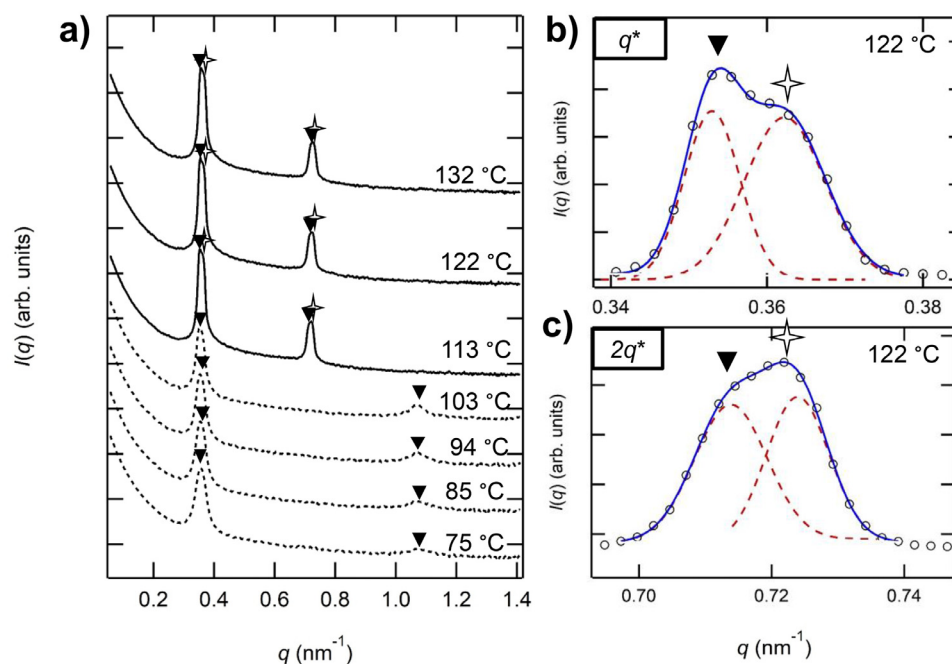 a)
I(q) (arb. units)
132 °C
122 °C
113 °C
103 °C
94 °C
85 °C
75 °C
0.2 0.4 0.6 0.8 1.0 1.2 1.4
q (nm⁻¹)
b)
q*
122 °C
I(q) (arb. units)
0.34 0.36 0.38
c)
2q*
122 °C
I(q) (arb. units)
0.70 0.72 0.74
q (nm⁻¹)